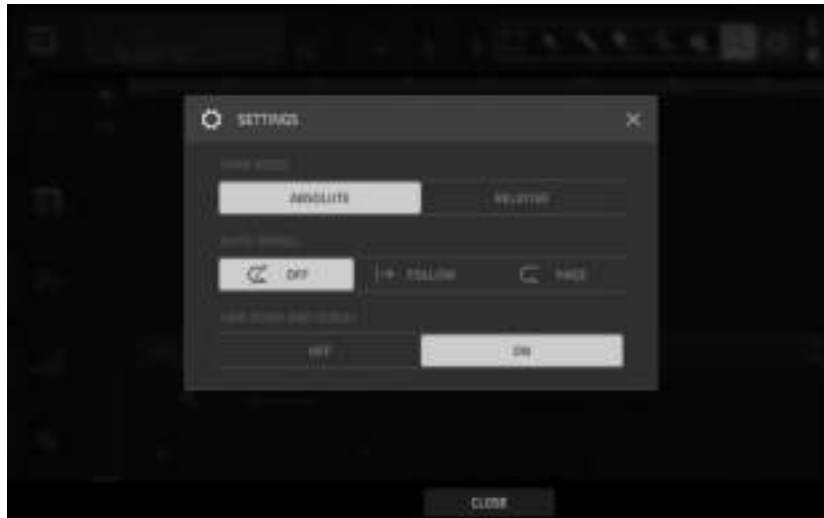 SETTINGS
ABSOLUTE RELATIVE
OFF FOLLOW PAGE
OFF ON
CLOSE